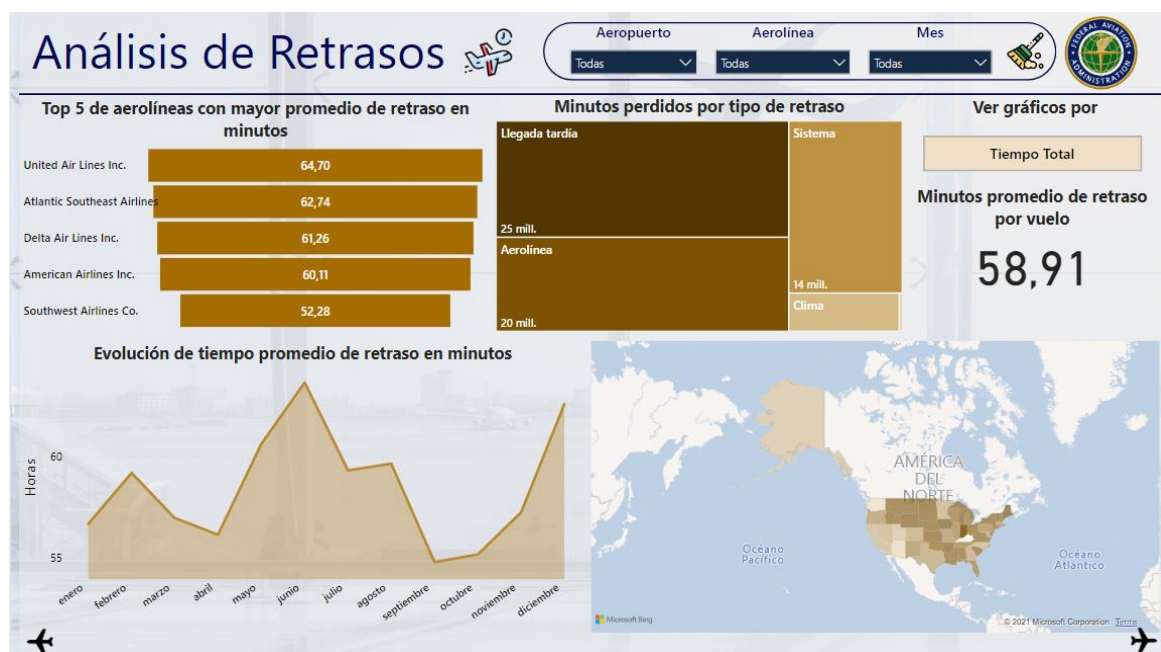 Análisis de Retrasos
Aeropuerto
Aerolínea
Mes
Todas
Todas
Todas
FEDERAL AVIATION
ADMINISTRATION
Top 5 de aerolíneas con mayor promedio de retraso en
minutos
United Air Lines Inc.
64,70
Atlantic Southeast Airlines
62,74
Delta Air Lines Inc.
61,26
American Airlines Inc.
60,11
Southwest Airlines Co.
52,28
Minutos perdidos por tipo de retraso
Llegada tardía
25 mill.
Aerolínea
20 mill.
Sistema
14 mill.
Clima
Ver gráficos por
Tiempo Total
Minutos promedio de retraso
por vuelo
58,91
Evolución de tiempo promedio de retraso en minutos
Horas
60
55
enero
febrero
marzo
abril
mayo
junio
julio
agosto
septiembre
octubre
noviembre
diciembre
AMÉRICA
DEL
NORTE
Océano
Pacífico
Océano
Atlántico
Microsoft Bing
© 2021 Microsoft Corporation Terms